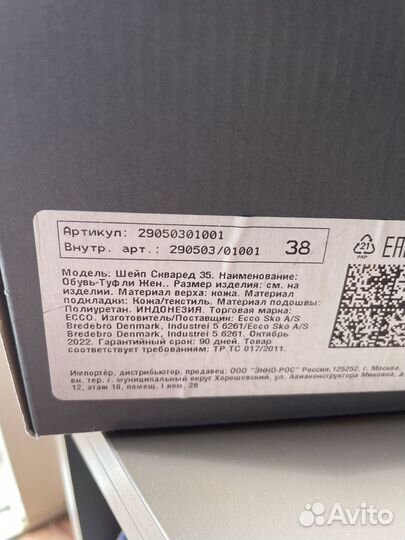 Артикул: 29050301001
Внутр. арт.: 290503/01001
38
Модель: Шейп Скваред 35. Наименование:
Обувь-Туфли Жен.. Размер изделия: см. на
изделии. Материал верха: кожа. Материал
подкладки: Кожа/текстиль. Материал подошвы:
Полиуретан. ИНДОНЕЗИЯ. Торговая марка:
ECCO. Изготовитель/Поставщик: Ecco Sko A/S
Bredebro Denmark, Industrei 5 6261/Ecco Sko A/S
Bredebro Denmark, Industrei 5 6261. Октябрь
2022. Гарантийный срок: 90 дней. Товар
соответствует требованиям: ТР ТС 017/2011.
21
PAP
Импортёр, дистрибьютор, продавец: ООО "ЭККО-РОС" Россия,125252, г. Москва,
вн. тер. г. муниципальный округ Хорошевский, ул. Авиаконструктора Микояна, д.
12, этаж 10, помещ. I ком. 28
Avito